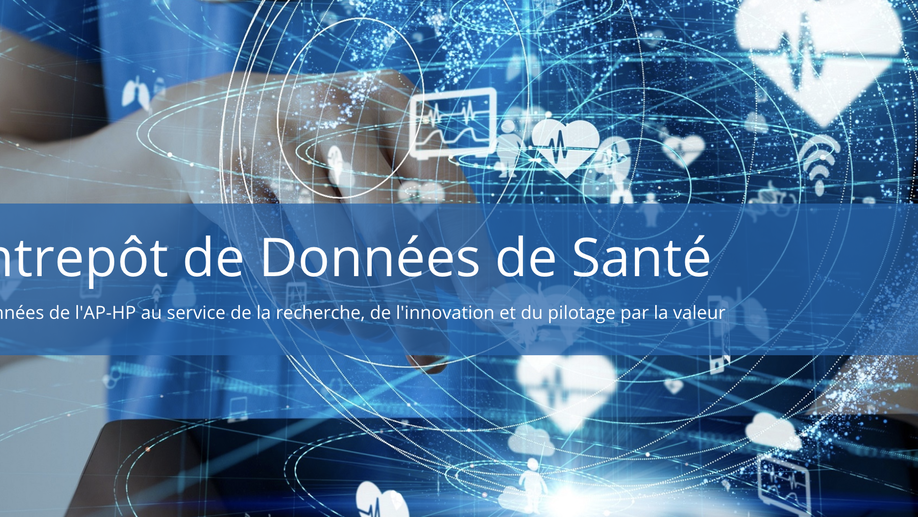 ntrepôt de Données de Santé
nnées de l'AP-HP au service de la recherche, de l'innovation et du pilotage par la valeur